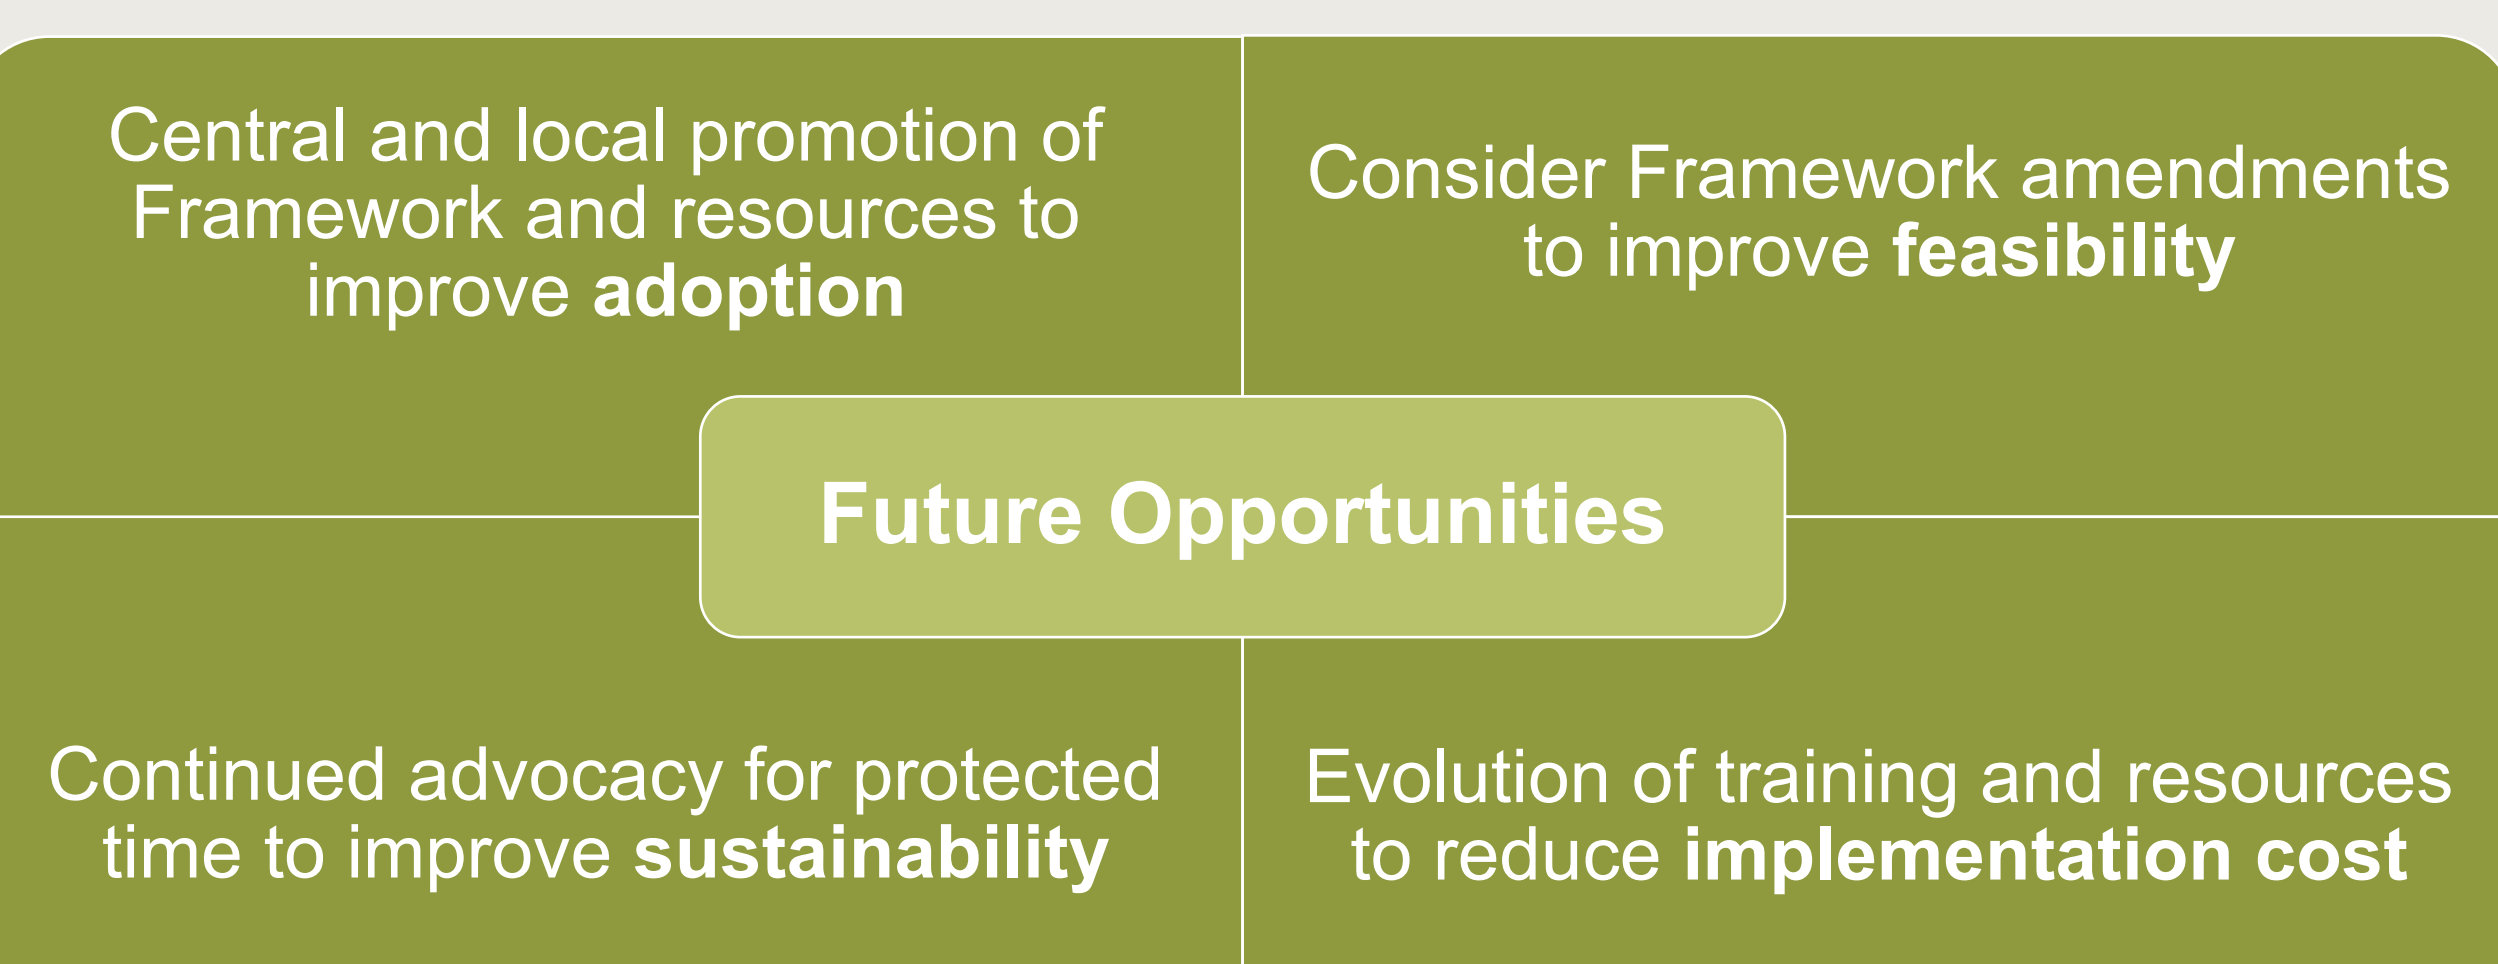 Central and local promotion of
Framework and resources to
improve adoption
Consider Framework amendments
to improve feasibility
Future Opportunities
Continued advocacy for protected
time to improve sustainability
Evolution of training and resources
to reduce implementation cost